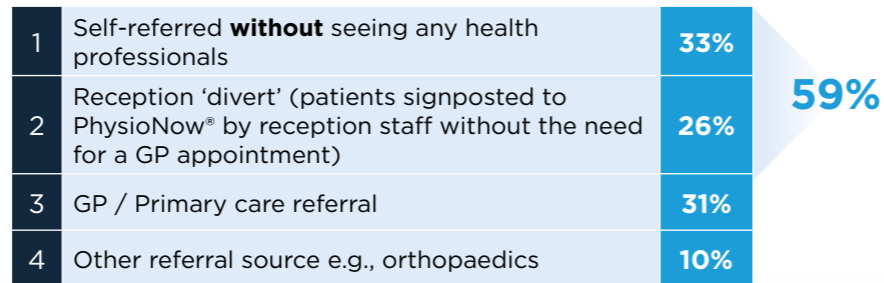 1
Self-referred without seeing any health
professionals
33%
2
Reception ‘divert’ (patients signposted to
PhysioNow® by reception staff without the need
for a GP appointment)
26%
59%
3
GP / Primary care referral
31%
4
Other referral source e.g., orthopaedics
10%